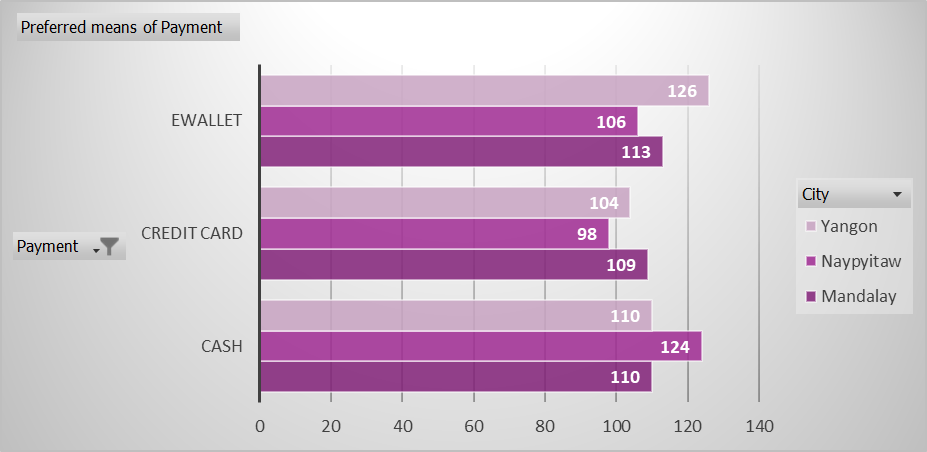 Preferred means of Payment
EWALLET
126
106
113
CREDIT CARD
104
98
109
CASH
110
124
110
0 20 40 60 80 100 120 140
Payment
City
Yangon
Naypyitaw
Mandalay